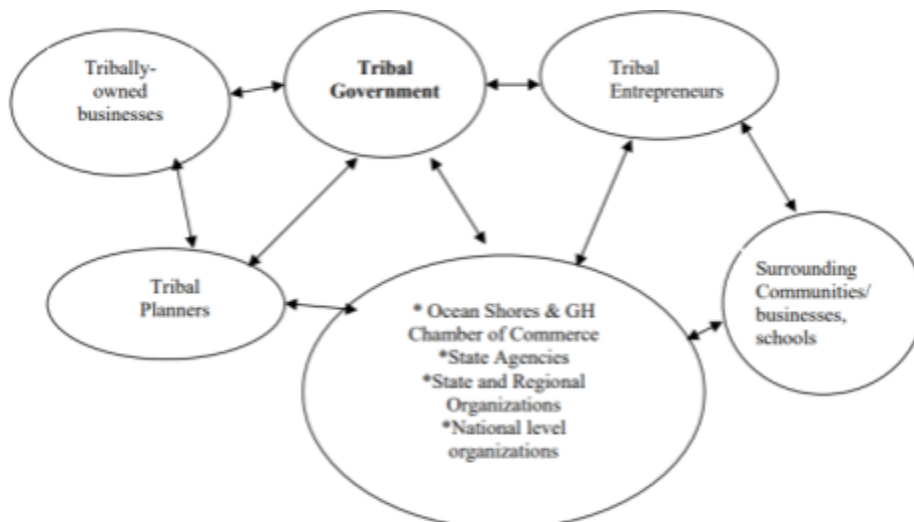 Tribally-
owned
businesses
Tribal
Government
Tribal
Entrepreneurs
Tribal
Planners
* Ocean Shores & GH
Chamber of Commerce
*State Agencies
*State and Regional
Organizations
*National level
organizations
Surrounding
Communities/
businesses,
schools